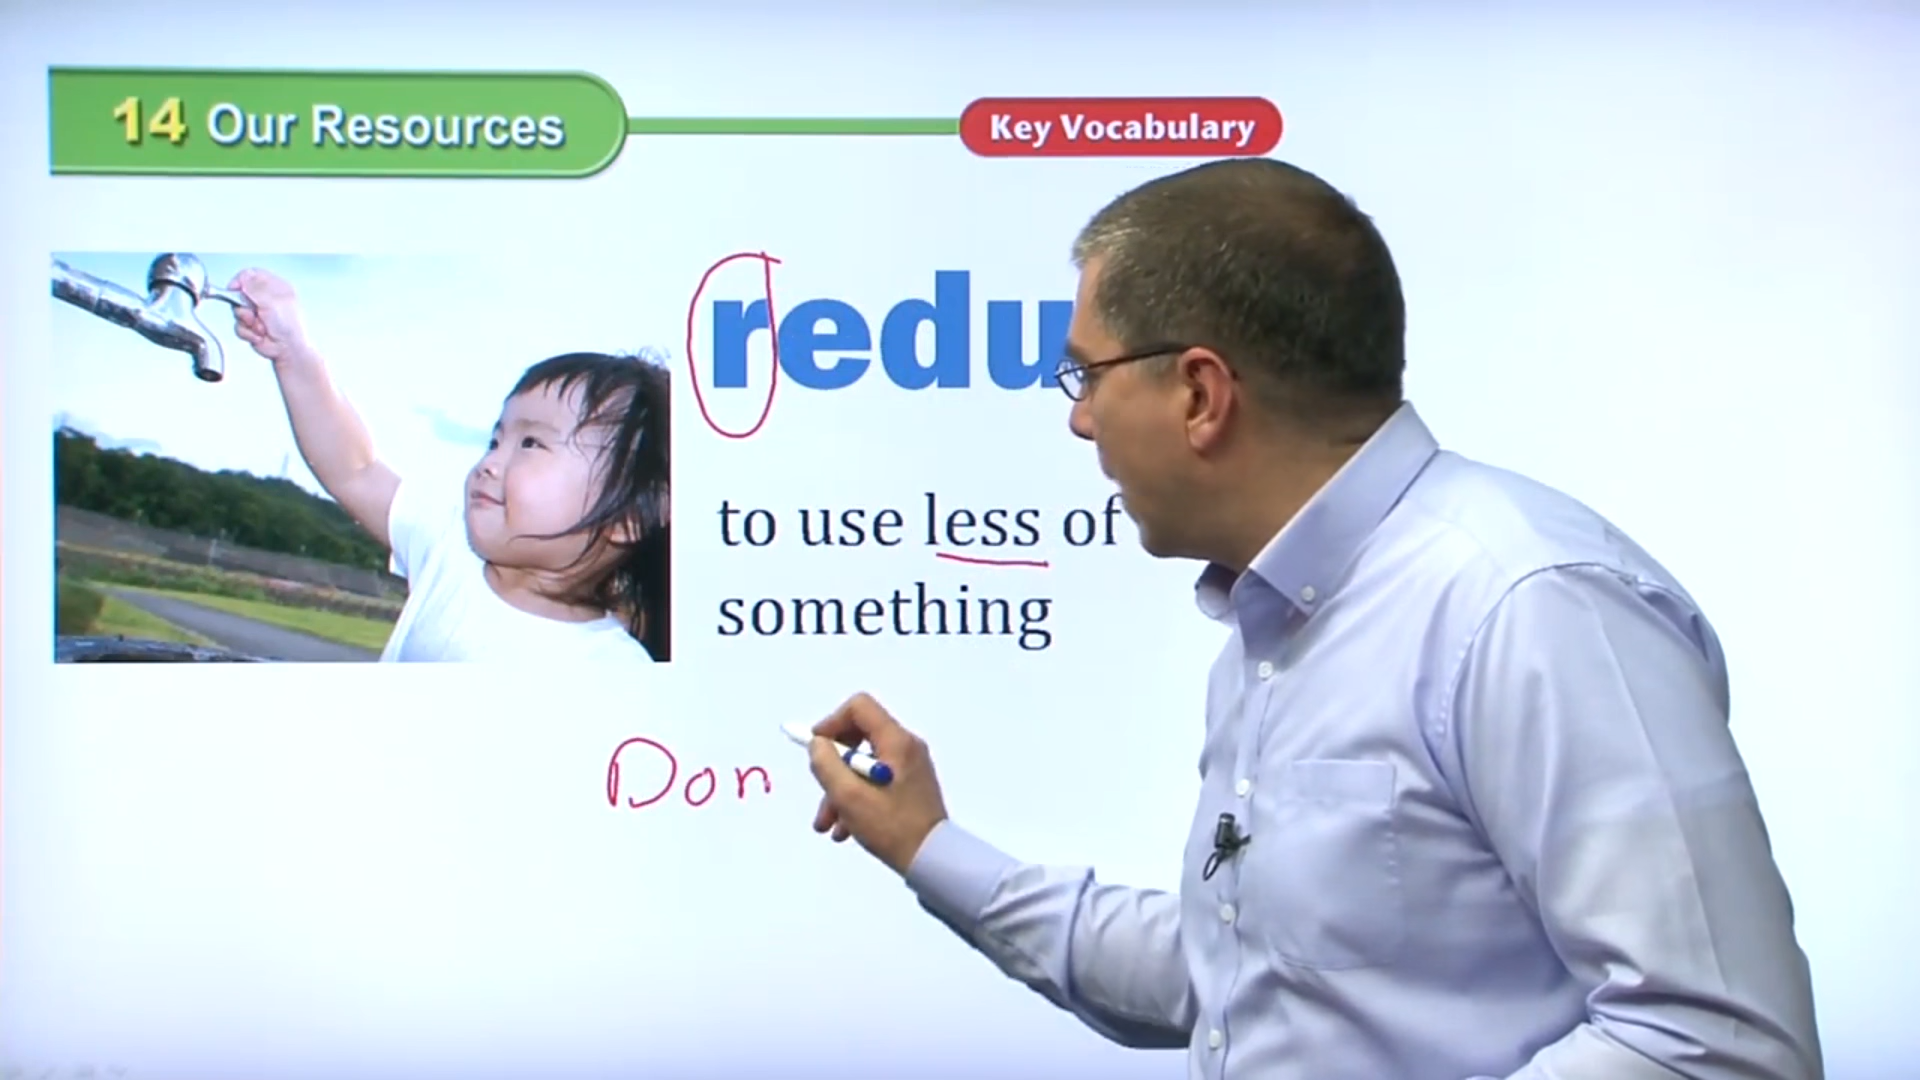 14 Our Resources
Key Vocabulary
redu
to use less of
something
Don